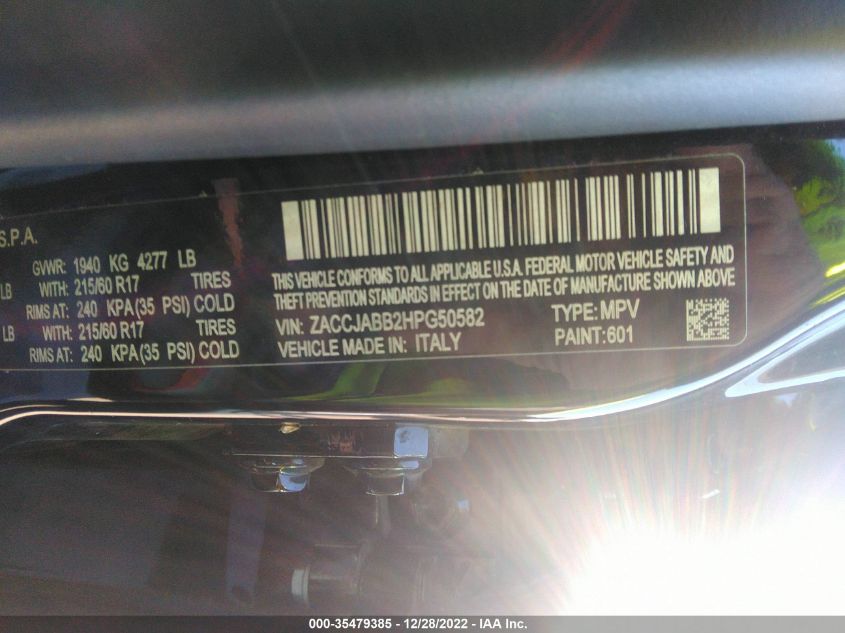 S.P.A.
GVWR: 1940 KG 4277 LB
LB WITH: 215/60 R17 TIRES
RIMS AT: 240 KPA (35 PSI) COLD
LB WITH: 215/60 R17 TIRES
RIMS AT: 240 KPA (35 PSI) COLD
THIS VEHICLE CONFORMS TO ALL APPLICABLE U.S.A. FEDERAL MOTOR VEHICLE SAFETY AND
THEFT PREVENTION STANDARDS IN EFFECT ON THE DATE OF MANUFACTURE SHOWN ABOVE
VIN: ZACCJABB2HPG50582 TYPE: MPV
VEHICLE MADE IN: ITALY PAINT: 601
000-35479385 - 12/28/2022 - IAA Inc.